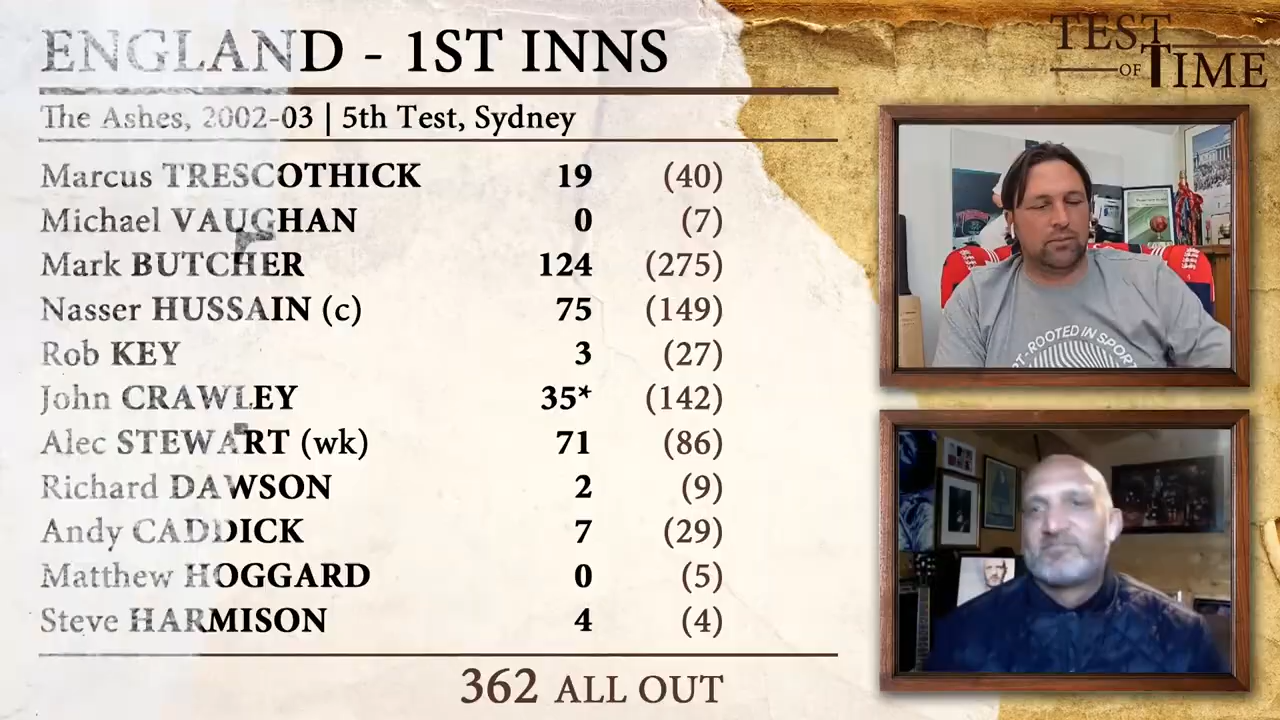 ENGLAND - 1ST INNS
The Ashes, 2002-03 | 5th Test, Sydney
Marcus TRESCOTHICK 19 (40)
Michael VAUGHAN 0 (7)
Mark BUTCHER 124 (275)
Nasser HUSSAIN (c) 75 (149)
Rob KEY 3 (27)
John CRAWLEY 35* (142)
Alec STEWART (wk) 71 (86)
Richard DAWSON 2 (9)
Andy CADDICK 7 (29)
Matthew HOGGARD 0 (5)
Steve HARMISON 4 (4)
362 ALL OUT
TEST
OF TIME
T-ROOTED IN SPOR